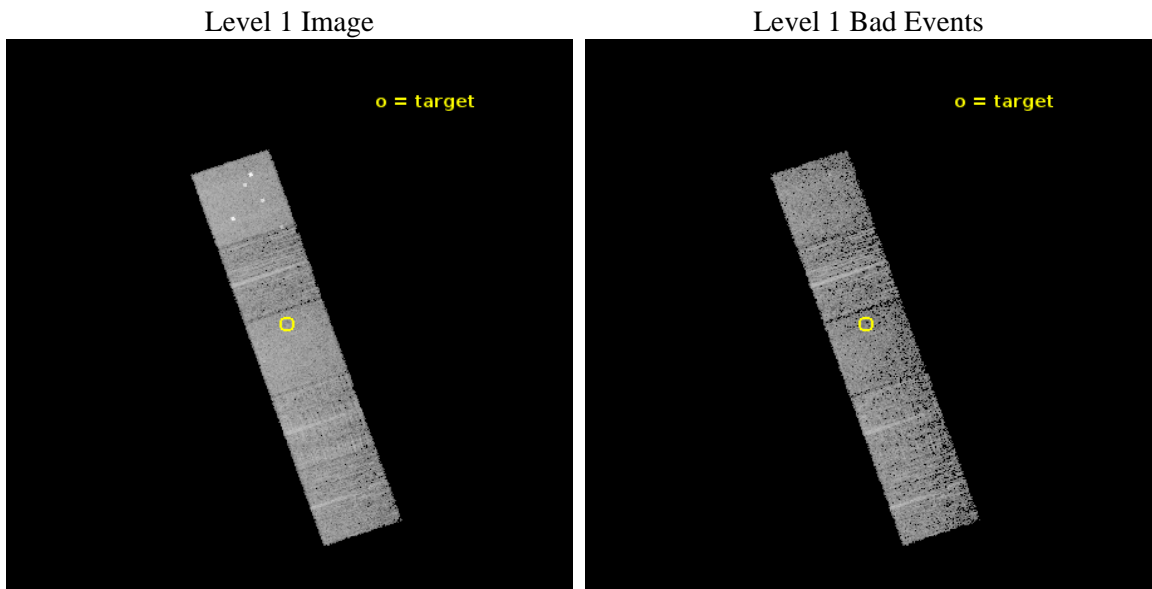 Level 1 Image
Level 1 Bad Events
o = target
o = target